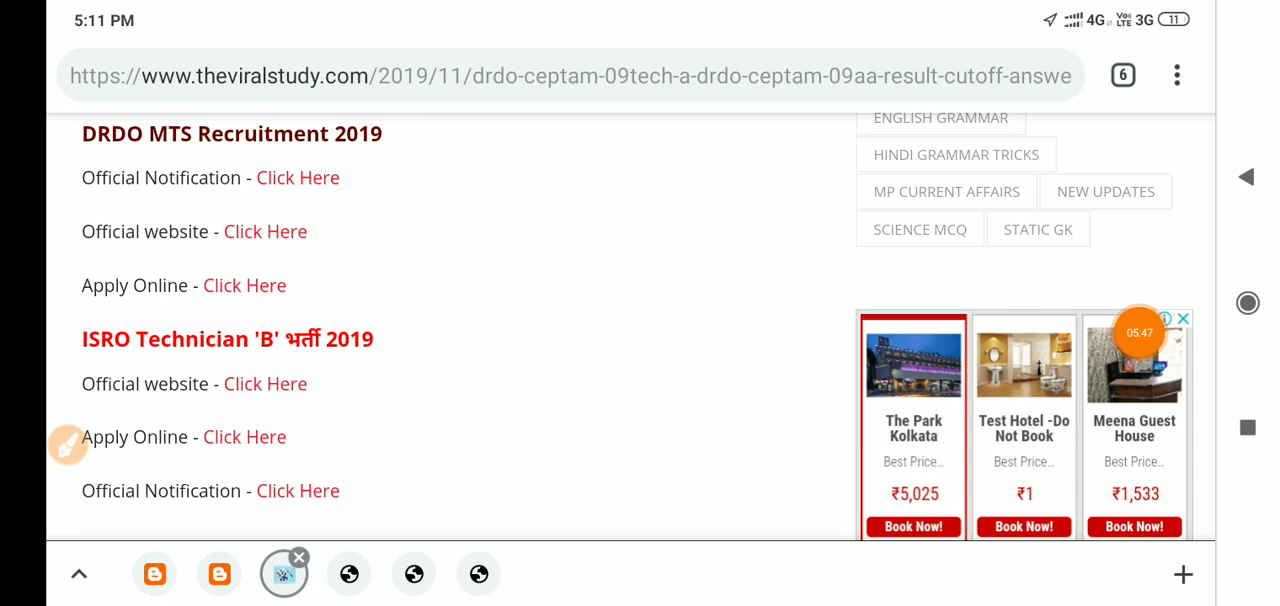 5:11 PM
4G VoLTE 3G 11
https://www.theviralstudy.com/2019/11/drdo-ceptam-09tech-a-drdo-ceptam-09aa-result-cutoff-answe
6
DRDO MTS Recruitment 2019
Official Notification - Click Here
Official website - Click Here
Apply Online - Click Here
ISRO Technician 'B' भर्ती 2019
Official website - Click Here
Apply Online - Click Here
Official Notification - Click Here
ENGLISH GRAMMAR
HINDI GRAMMAR TRICKS
MP CURRENT AFFAIRS
NEW UPDATES
SCIENCE MCQ
STATIC GK
05:47
The Park
Kolkata
Best Price...
₹5,025
Book Now!
Test Hotel -Do
Not Book
Best Price...
₹1
Book Now!
Meena Guest
House
Best Price...
₹1,533
Book Now!